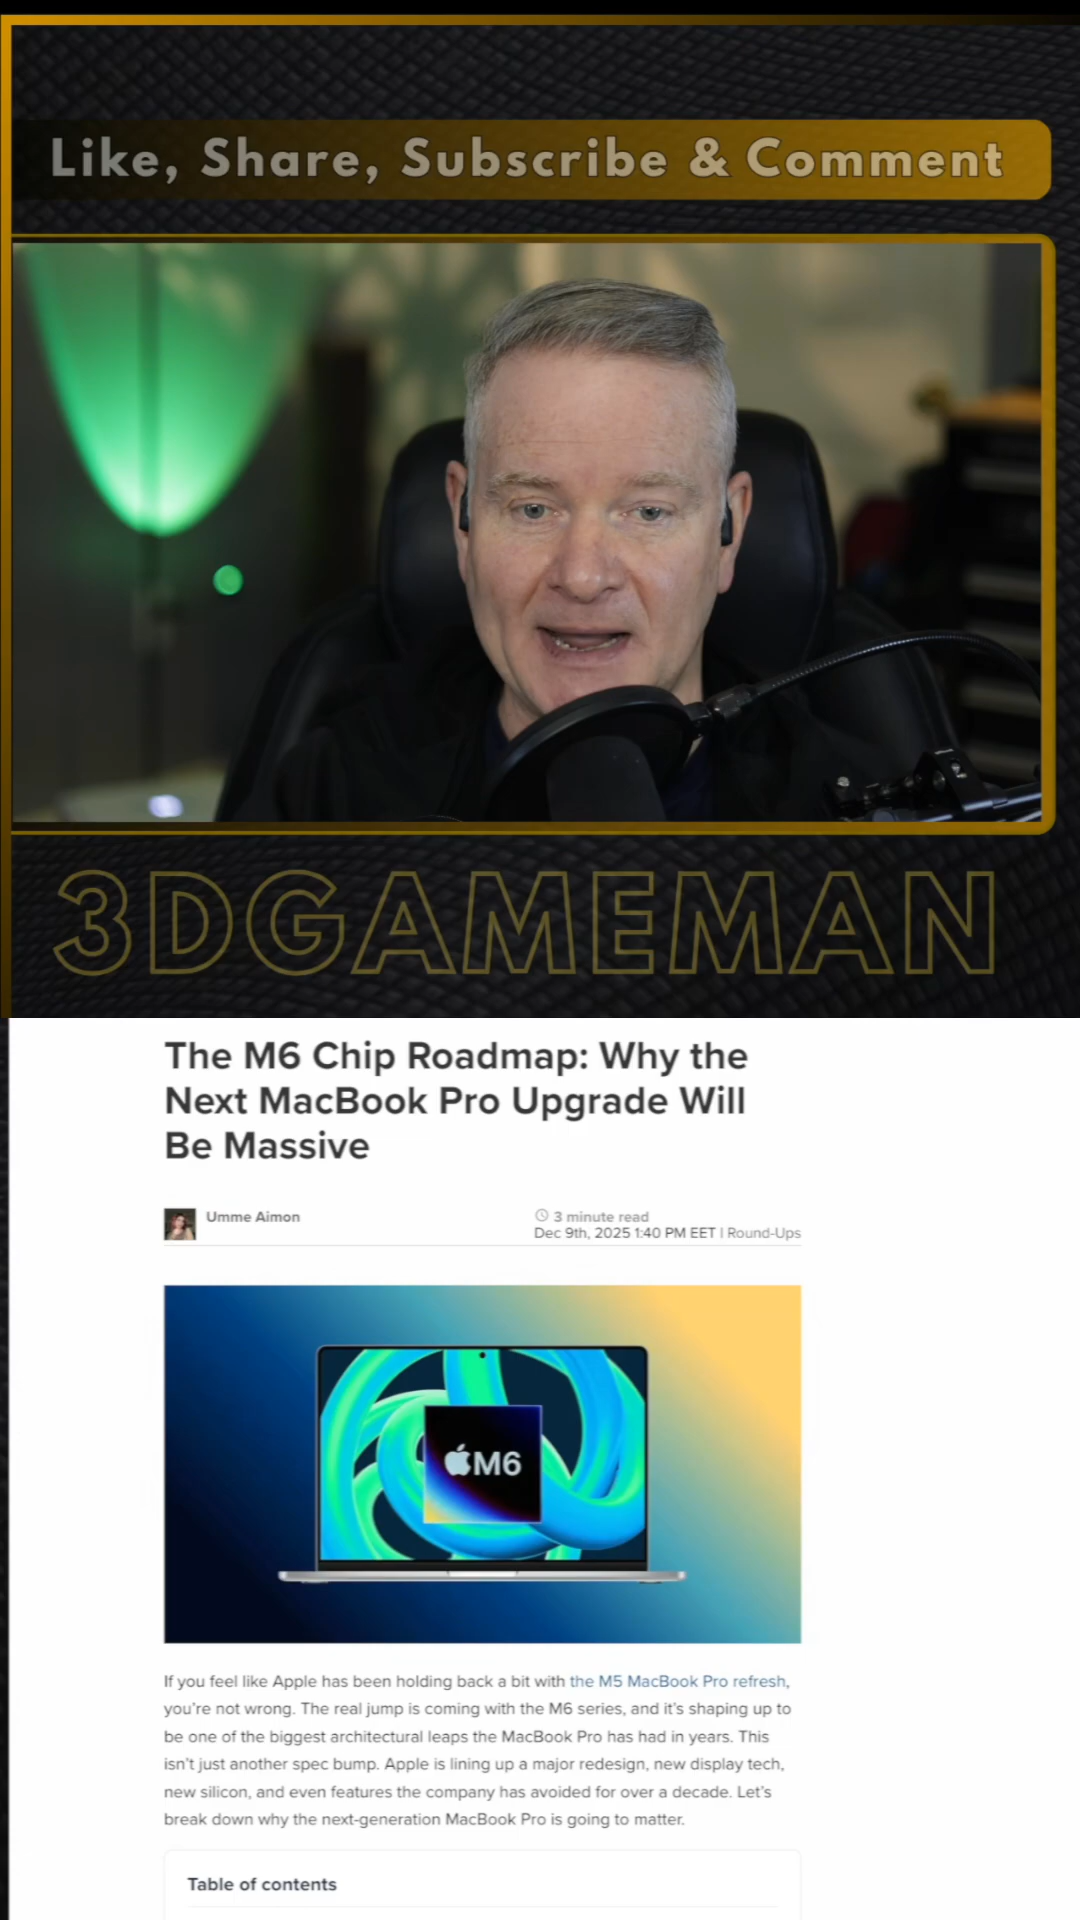 Like, Share, Subscribe & Comment
3DGAMEMAN
The M6 Chip Roadmap: Why the
Next MacBook Pro Upgrade Will
Be Massive
Umme Aimon
3 minute read
Dec 9th, 2025 1:40 PM EET | Round-Ups
M6
If you feel like Apple has been holding back a bit with the M5 MacBook Pro refresh,
you're not wrong. The real jump is coming with the M6 series, and it's shaping up to
be one of the biggest architectural leaps the MacBook Pro has had in years. This
isn't just another spec bump. Apple is lining up a major redesign, new display tech,
new silicon, and even features the company has avoided for over a decade. Let's
break down why the next-generation MacBook Pro is going to matter.
Table of contents